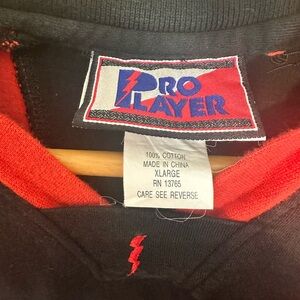 PRO
PLAYER
100% COTTON
MADE IN CHINA
XLARGE
RN 13765
CARE SEE REVERSE